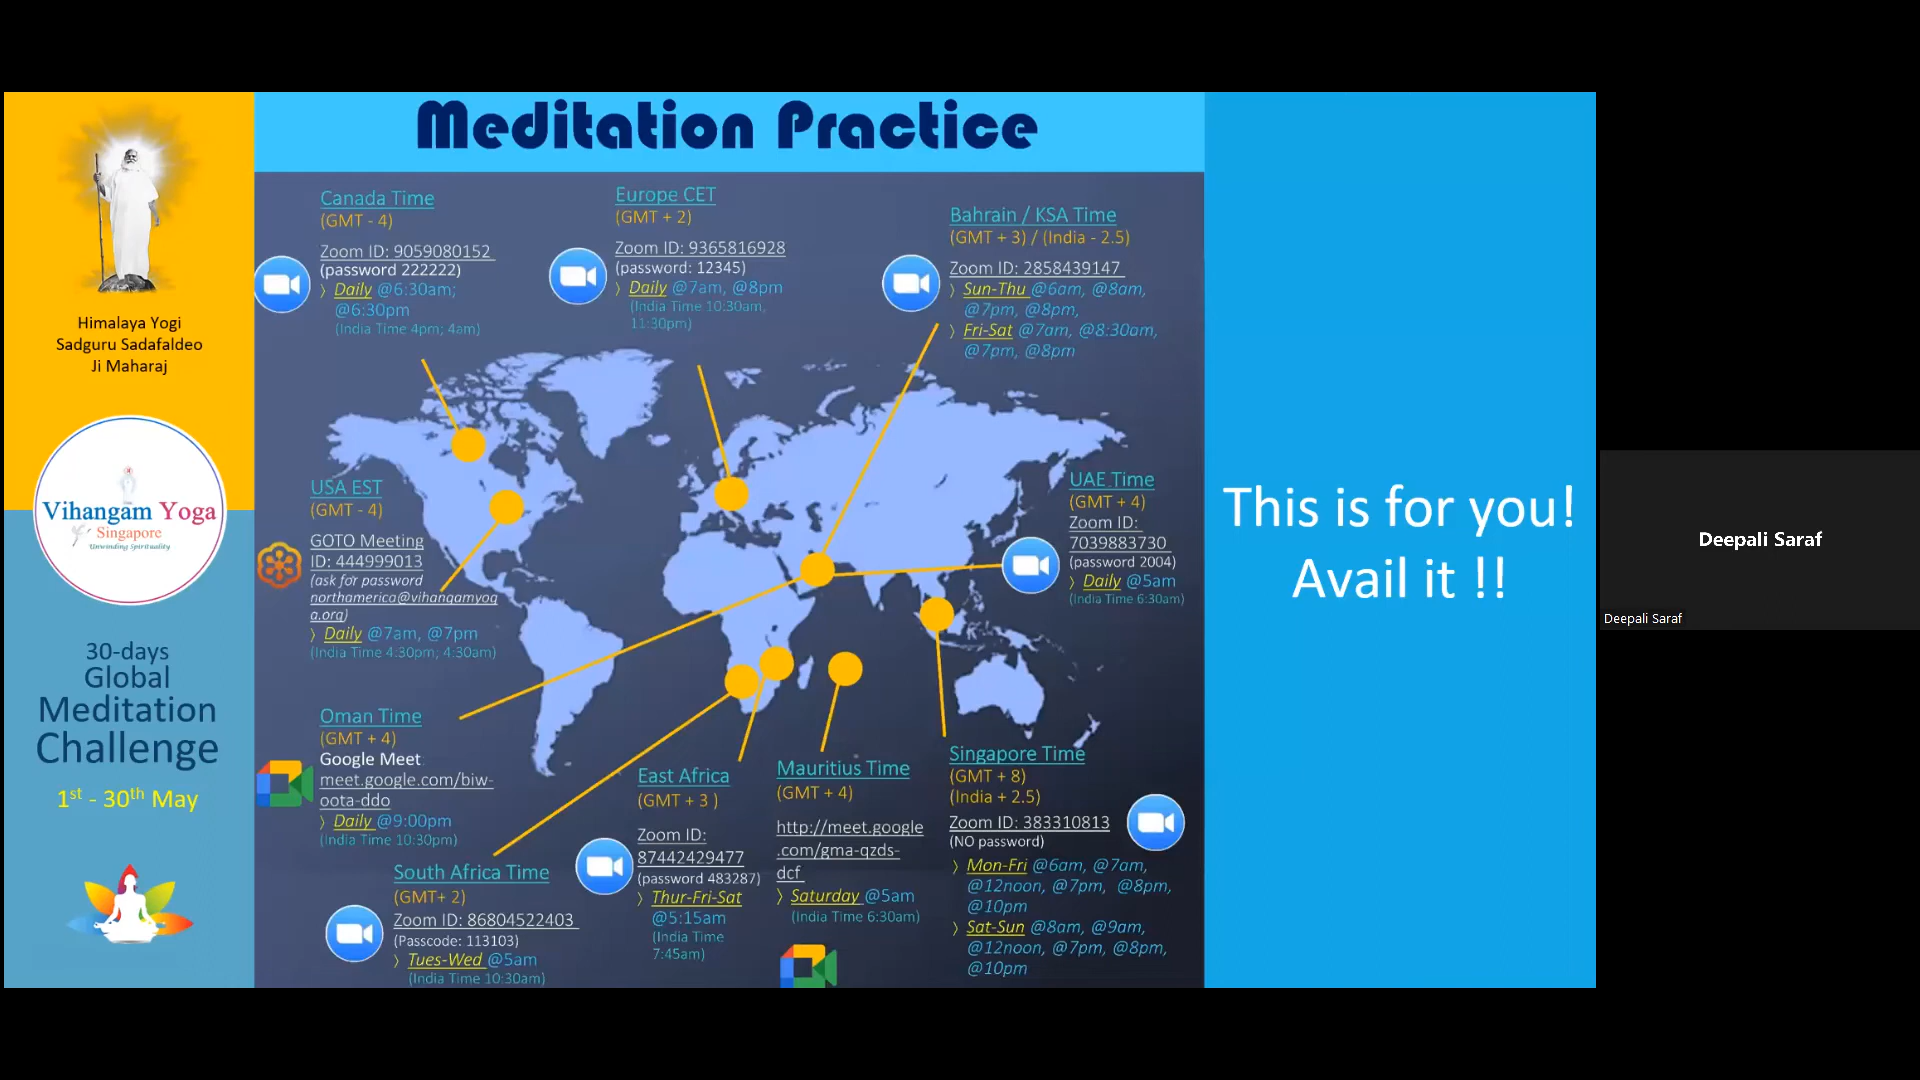 Meditation Practice
Himalaya Yogi
Sadguru Sadafaldeo
Ji Maharaj
Vihangam Yoga
Singapore
Unwinding Spirituality
30-days
Global
Meditation
Challenge
1st - 30th May
Canada Time
(GMT - 4)
Zoom ID: 9059080152
(password 222222)
〉 Daily @6:30am;
@6:30pm
(India Time 4pm; 4am)
Europe CET
(GMT + 2)
Zoom ID: 9365816928
(password: 12345)
〉 Daily @7am, @8pm
(India Time 10:30am,
11:30pm)
Bahrain / KSA Time
(GMT + 3) / (India - 2.5)
Zoom ID: 2858439147
〉 Sun-Thu @6am, @8am,
@7pm, @8pm,
〉 Fri-Sat @7am, @8:30am,
@7pm, @8pm
USA EST
(GMT - 4)
GOTO Meeting
ID: 444999013
(ask for password
northamerica@vihangamyog
a.org)
〉 Daily @7am, @7pm
(India Time 4:30pm; 4:30am)
UAE Time
(GMT + 4)
Zoom ID:
7039883730
(password 2004)
〉 Daily @5am
(India Time 6:30am)
Oman Time
(GMT + 4)
Google Meet
meet.google.com/biw-
oota-ddo
〉 Daily @9:00pm
(India Time 10:30pm)
South Africa Time
(GMT+ 2)
Zoom ID: 86804522403
(Passcode: 113103)
〉 Tues-Wed @5am
(India Time 10:30am)
East Africa
(GMT + 3 )
Zoom ID:
87442429477
(password 483287)
〉 Thur-Fri-Sat
@5:15am
(India Time
7:45am)
Mauritius Time
(GMT + 4)
http://meet.google
.com/gma-qzds-
dcf
〉 Saturday @5am
(India Time 6:30am)
Singapore Time
(GMT + 8)
(India + 2.5)
Zoom ID: 383310813
(NO password)
〉 Mon-Fri @6am, @7am,
@12noon, @7pm, @8pm,
@10pm
〉 Sat-Sun @8am, @9am,
@12noon, @7pm, @8pm,
@10pm
This is for you!
Avail it !!
Deepali Saraf
Deepali Saraf